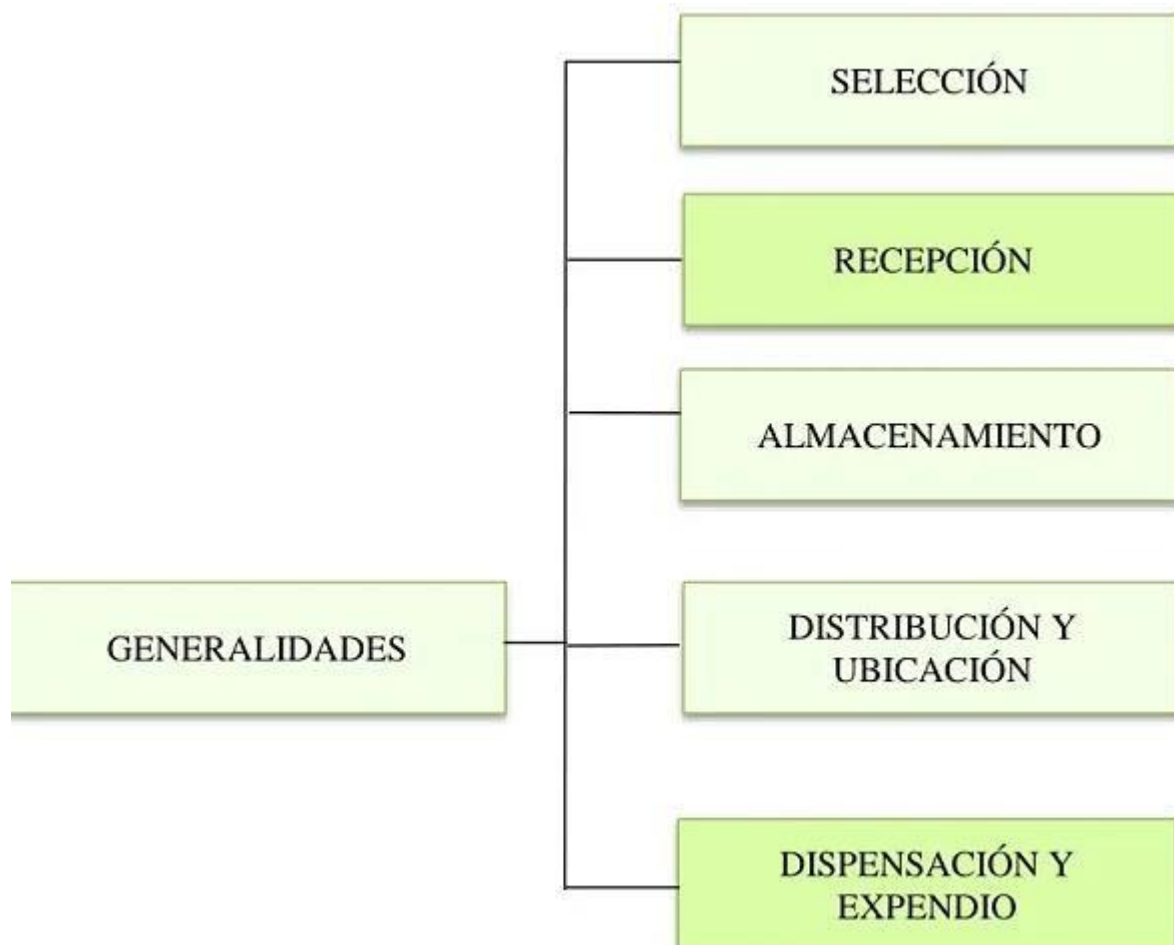 SELECCIÓN
RECEPCIÓN
ALMACENAMIENTO
GENERALIDADES
DISTRIBUCIÓN Y
UBICACIÓN
DISPENSACIÓN Y
EXPENDIO